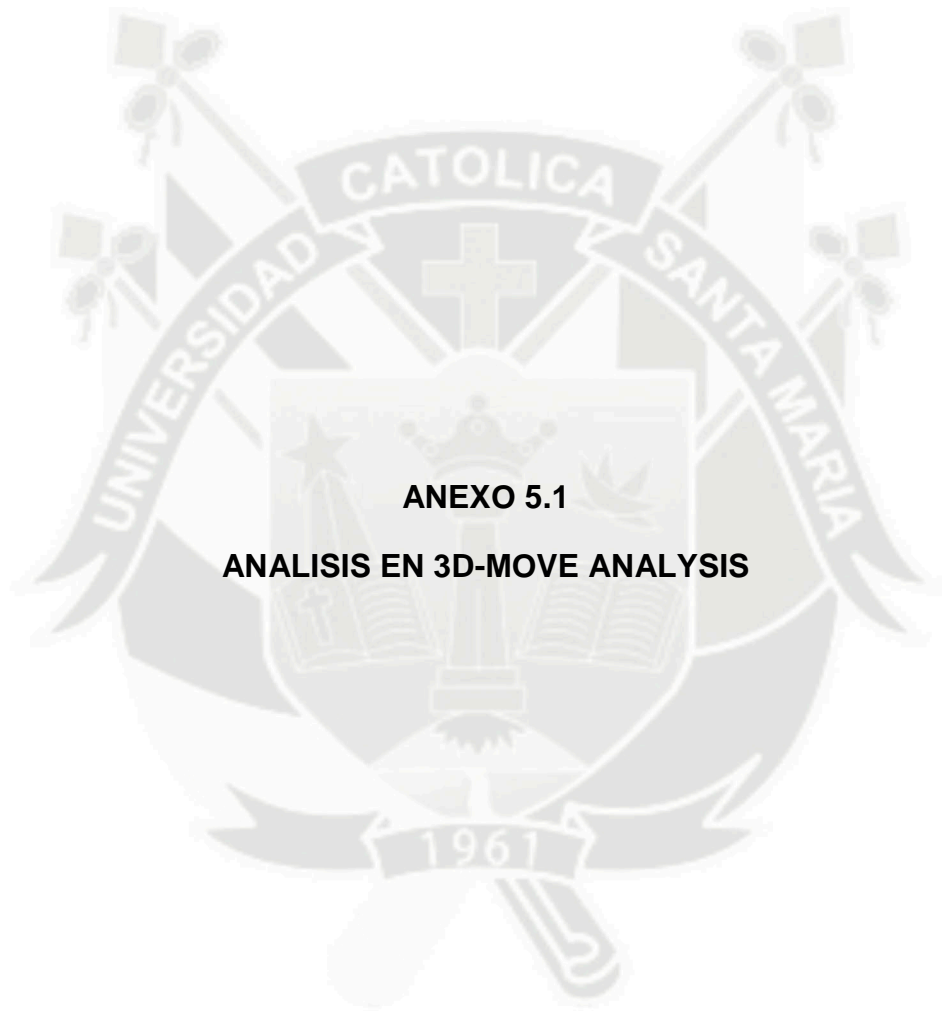 UNIVERSIDAD CATOLICA SANTA MARIA
ANEXO 5.1
ANALISIS EN 3D-MOVE ANALYSIS
1961